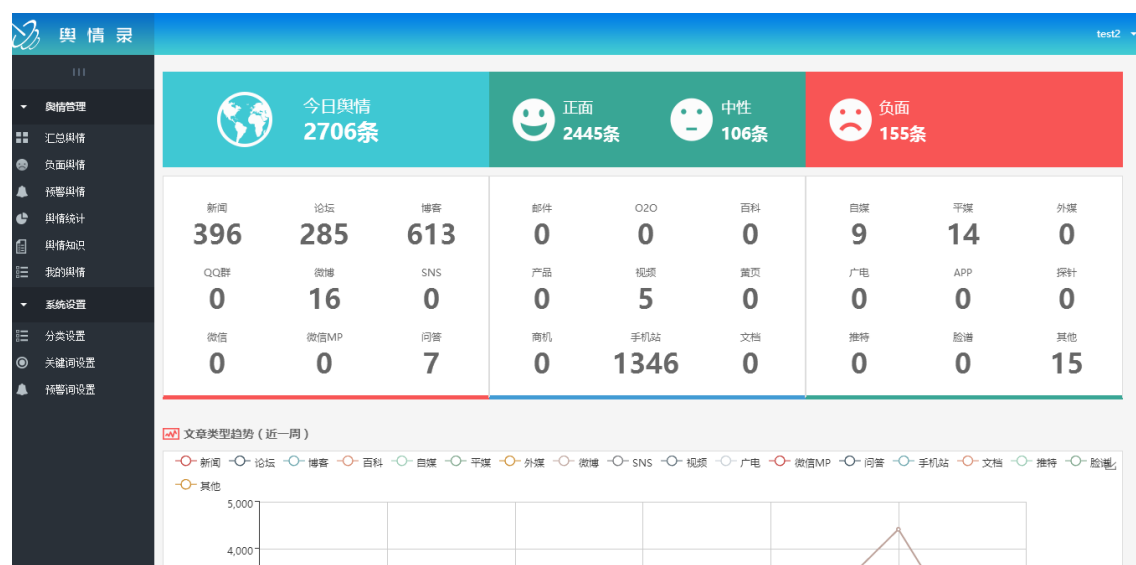 舆情录
test2
III
舆情管理
汇总舆情
负面舆情
预警舆情
舆情统计
舆情知识
我的舆情
系统设置
分类设置
关键词设置
预警词设置
今日舆情
2706条
正面
2445条
中性
106条
负面
155条
新闻 论坛 博客
396 285 613
QQ群 微博 SNS
0 16 0
微信 微信MP 问答
0 0 7
邮件 O2O 百科
0 0 0
产品 视频 黄页
0 5 0
商机 手机站 文档
0 1346 0
自媒 平媒 外媒
9 14 0
广电 APP 探针
0 0 0
推特 脸谱 其他
0 0 15
文章类型趋势 ( 近一周 )
新闻 论坛 博客 百科 自媒 平媒 外媒 微博 SNS 视频 广电 微信MP 问答 手机站 文档 推特 脸谱
其他
5,000
4,000